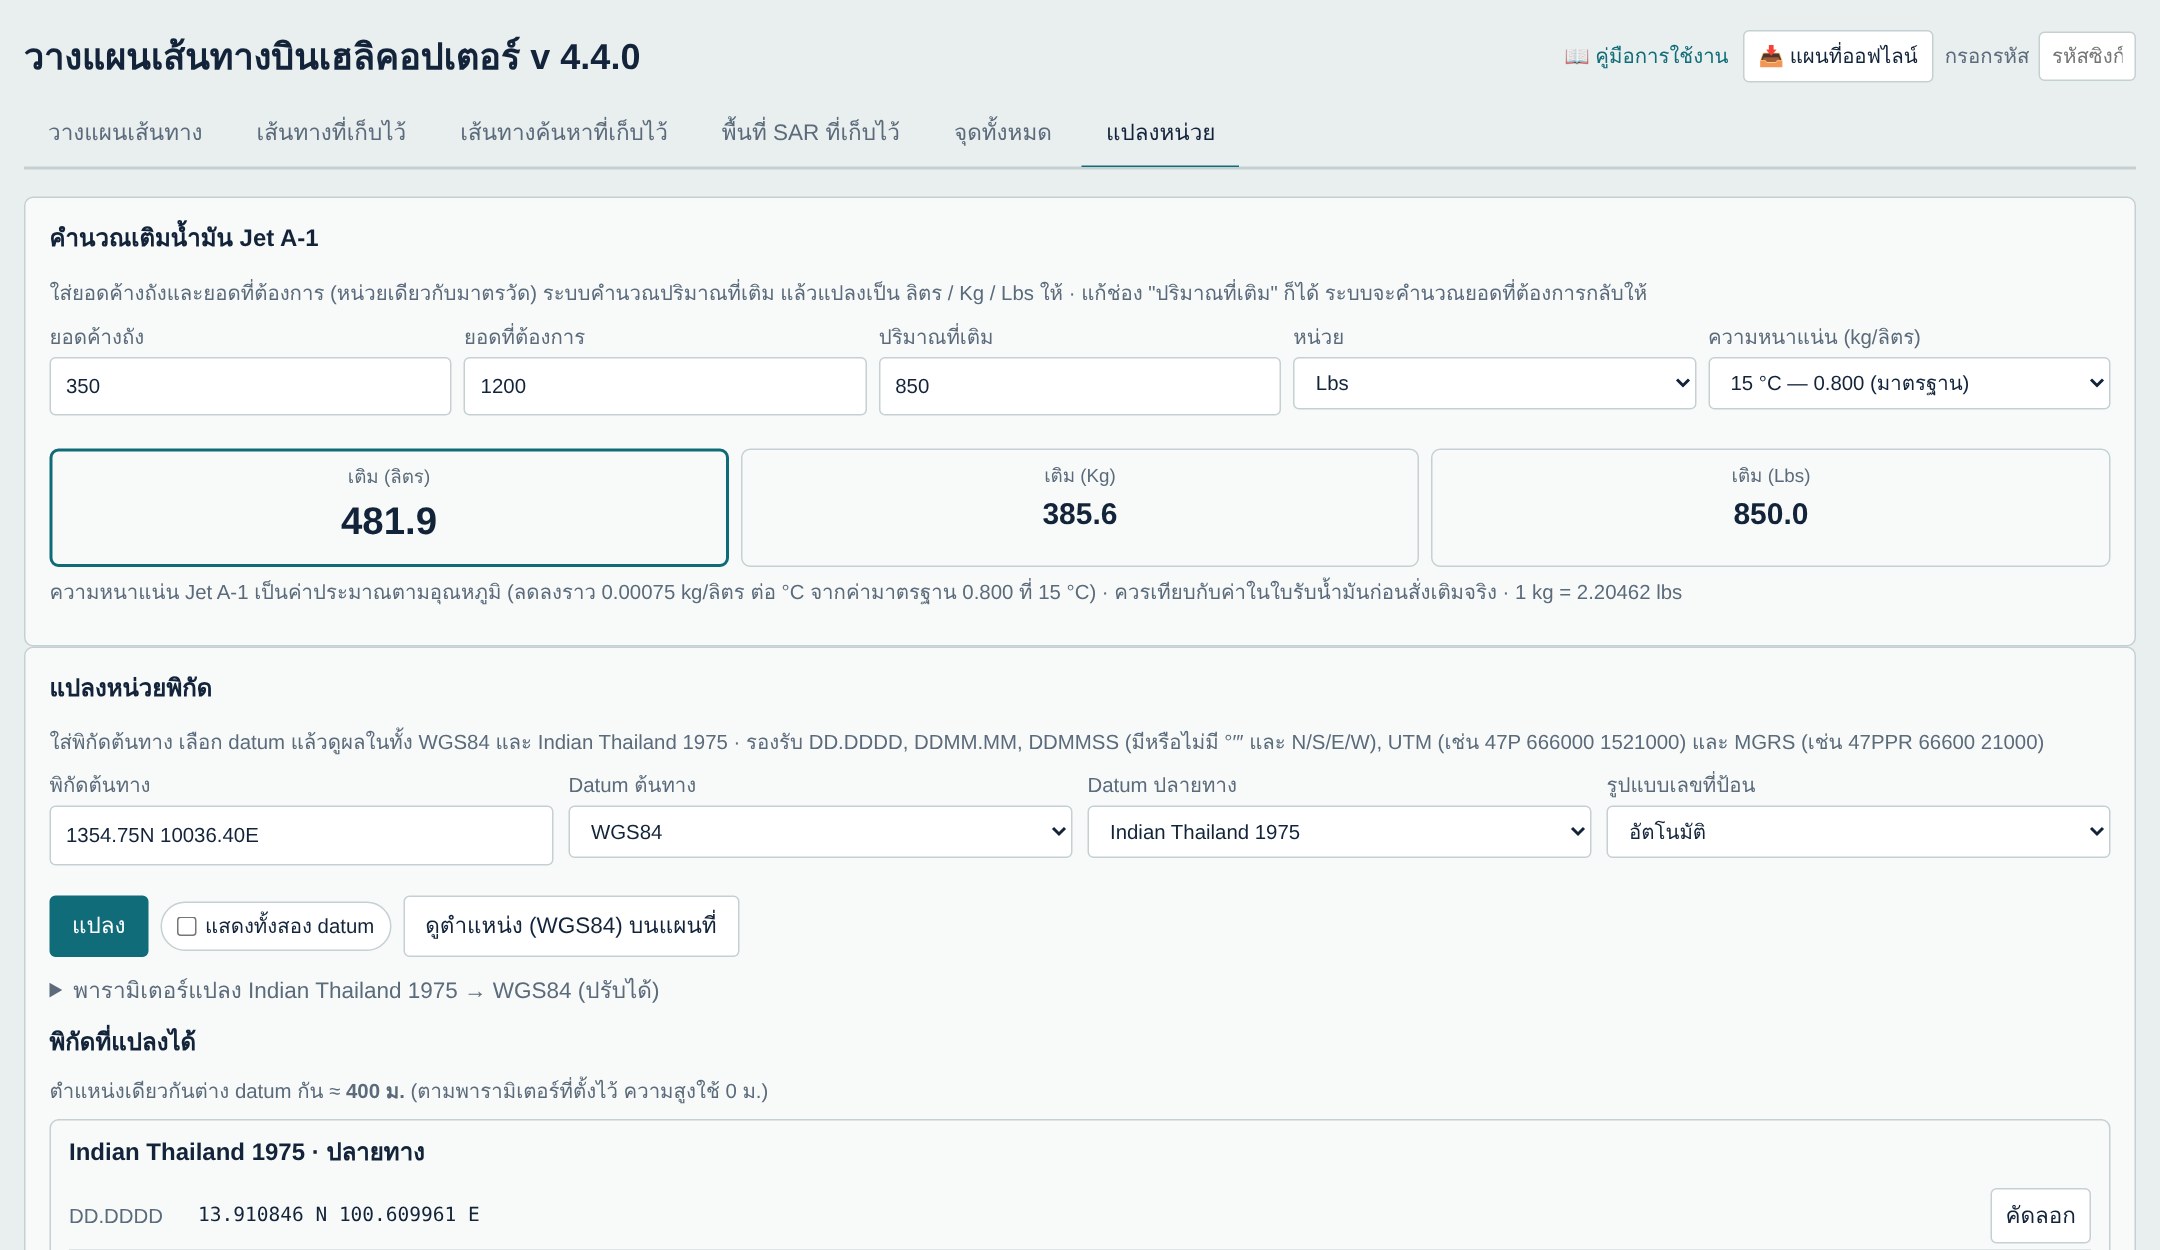 วางแผนเส้นทางบินเฮลิคอปเตอร์ v 4.4.0
📖 คู่มือการใช้งาน 📥 แผนที่ออฟไลน์ กรอกรหัส รหัสซิงก์
วางแผนเส้นทาง เส้นทางที่เก็บไว้ เส้นทางค้นหาที่เก็บไว้ พื้นที่ SAR ที่เก็บไว้ จุดทั้งหมด แปลงหน่วย
คำนวณเติมน้ำมัน Jet A-1
ใส่ยอดค้างถังและยอดที่ต้องการ (หน่วยเดียวกับมาตรวัด) ระบบคำนวณปริมาณที่เติม แล้วแปลงเป็น ลิตร / Kg / Lbs ให้ · แก้ช่อง "ปริมาณที่เติม" ก็ได้ ระบบจะคำนวณยอดที่ต้องการกลับให้
ยอดค้างถัง ยอดที่ต้องการ ปริมาณที่เติม หน่วย ความหนาแน่น (kg/ลิตร)
350 1200 850 Lbs 15 °C — 0.800 (มาตรฐาน)
เติม (ลิตร) เติม (Kg) เติม (Lbs)
481.9 385.6 850.0
ความหนาแน่น Jet A-1 เป็นค่าประมาณตามอุณหภูมิ (ลดลงราว 0.00075 kg/ลิตร ต่อ °C จากค่ามาตรฐาน 0.800 ที่ 15 °C) · ควรเทียบกับค่าในใบรับน้ำมันก่อนสั่งเติมจริง · 1 kg = 2.20462 lbs
แปลงหน่วยพิกัด
ใส่พิกัดต้นทาง เลือก datum แล้วดูผลในทั้ง WGS84 และ Indian Thailand 1975 · รองรับ DD.DDDD, DDMM.MM, DDMMSS (มีหรือไม่มี °′″ และ N/S/E/W), UTM (เช่น 47P 666000 1521000) และ MGRS (เช่น 47PPR 66600 21000)
พิกัดต้นทาง Datum ต้นทาง Datum ปลายทาง รูปแบบเลขที่ป้อน
1354.75N 10036.40E WGS84 Indian Thailand 1975 อัตโนมัติ
แปลง แสดงทั้งสอง datum ดูตำแหน่ง (WGS84) บนแผนที่
▶ พารามิเตอร์แปลง Indian Thailand 1975 → WGS84 (ปรับได้)
พิกัดที่แปลงได้
ตำแหน่งเดียวกันต่าง datum กัน ≈ 400 ม. (ตามพารามิเตอร์ที่ตั้งไว้ ความสูงใช้ 0 ม.)
Indian Thailand 1975 · ปลายทาง
DD.DDDD 13.910846 N 100.609961 E คัดลอก